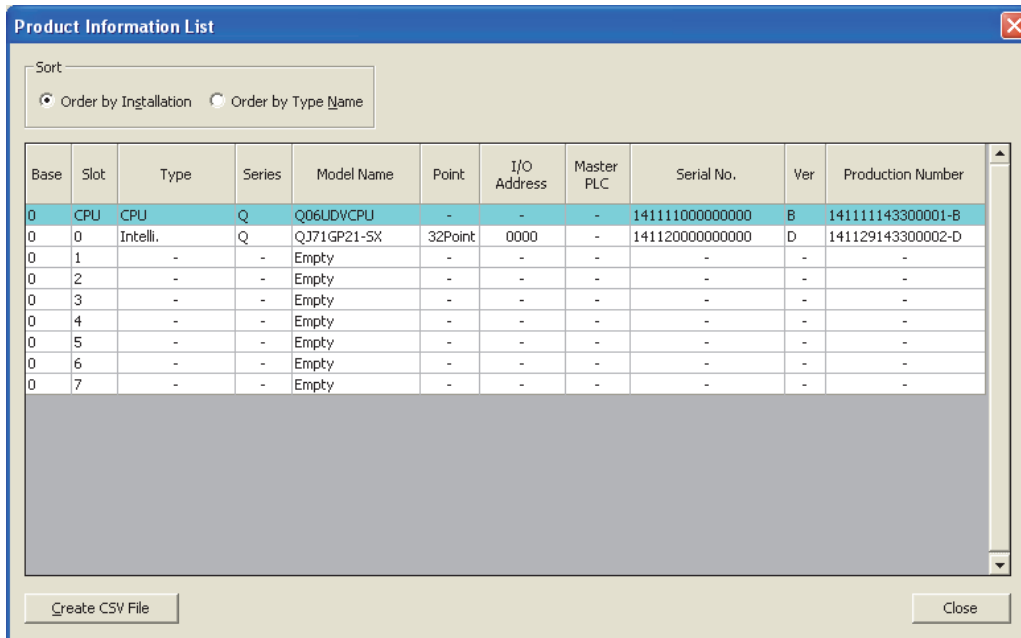 Product Information List
Sort
Order by Installation Order by Type Name
Base Slot Type Series Model Name Point I/O Address Master PLC Serial No. Ver Production Number
0 CPU CPU Q Q06UDVCPU - - - 141111000000000 B 141111143300001-B
0 0 Intelli. Q QJ71GP21-SX 32Point 0000 - 141120000000000 D 141129143300002-D
0 1 - - Empty - - - - - -
0 2 - - Empty - - - - - -
0 3 - - Empty - - - - - -
0 4 - - Empty - - - - - -
0 5 - - Empty - - - - - -
0 6 - - Empty - - - - - -
0 7 - - Empty - - - - - -
Create CSV File Close